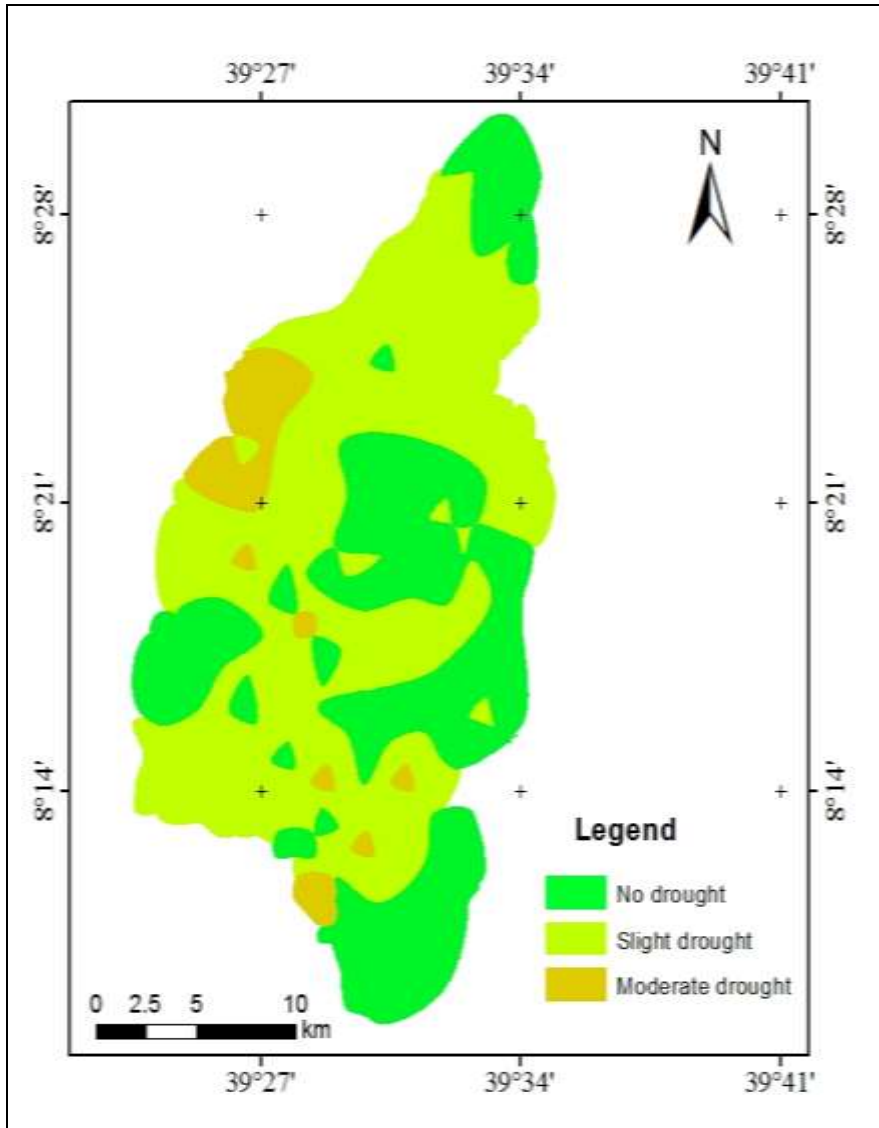 39°27' 39°34' 39°41'
N
8°28' 8°28'
8°21' 8°21'
8°14' 8°14'
Legend
No drought
Slight drought
Moderate drought
0 2.5 5 10
km
39°27' 39°34' 39°41'